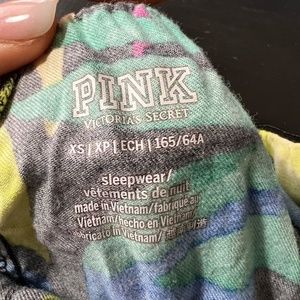 PINK
VICTORIA'S SECRET
XS | XP | ECH | 165/64A
sleepwear/
vêtements de nuit
made in Vietnam/fabriqué au
Vietnam/hecho en Vietnam/
Vietnam/